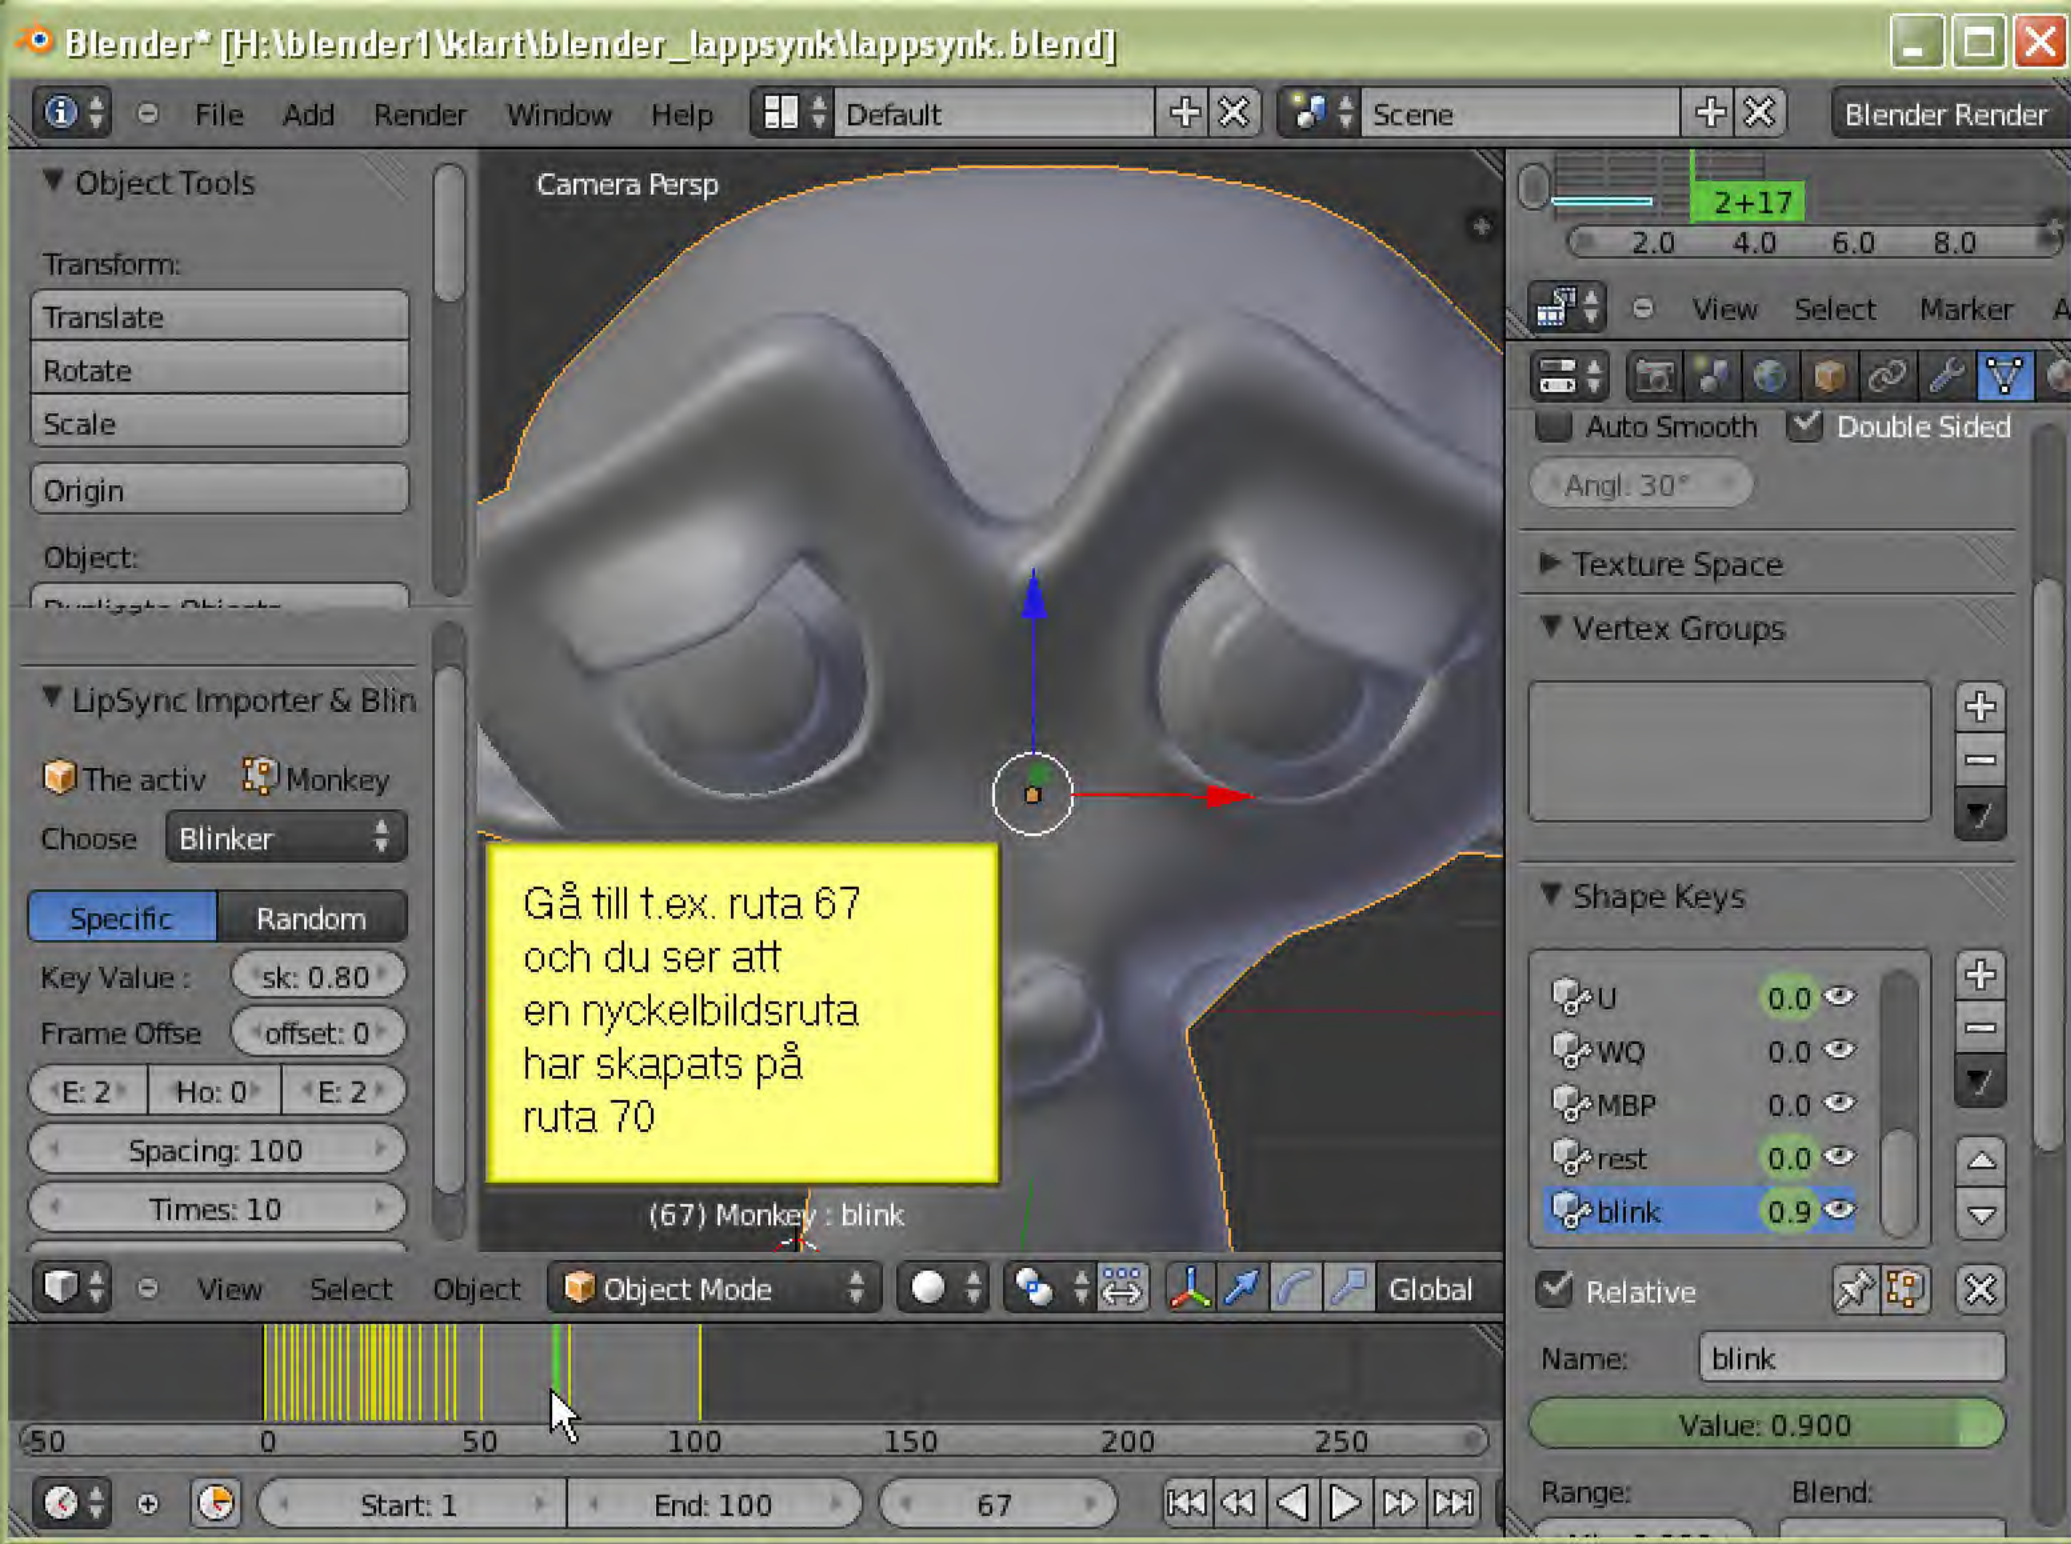 Blender* [H:\blender1\klart\blender_lappsynk\lappsynk.blend]
File Add Render Window Help Default Scene Blender Render
Object Tools
Transform:
Translate
Rotate
Scale
Origin
Object:
Duplicate Objects
LipSync Importer & Blin
The activ Monkey
Choose Blinker
Specific Random
Key Value : sk: 0.80
Frame Offse offset: 0
E: 2 Ho: 0 E: 2
Spacing: 100
Times: 10
Camera Persp
Gå till t.ex. ruta 67
och du ser att
en nyckelbildsruta
har skapats på
ruta 70
(67) Monkey : blink
View Select Object Object Mode Global
-50 0 50 100 150 200 250
Start: 1 End: 100 67
2+17
2.0 4.0 6.0 8.0
View Select Marker A
Auto Smooth Double Sided
Angl: 30°
Texture Space
Vertex Groups
Shape Keys
U 0.0
WQ 0.0
MBP 0.0
rest 0.0
blink 0.9
Relative
Name: blink
Value: 0.900
Range: Blend: